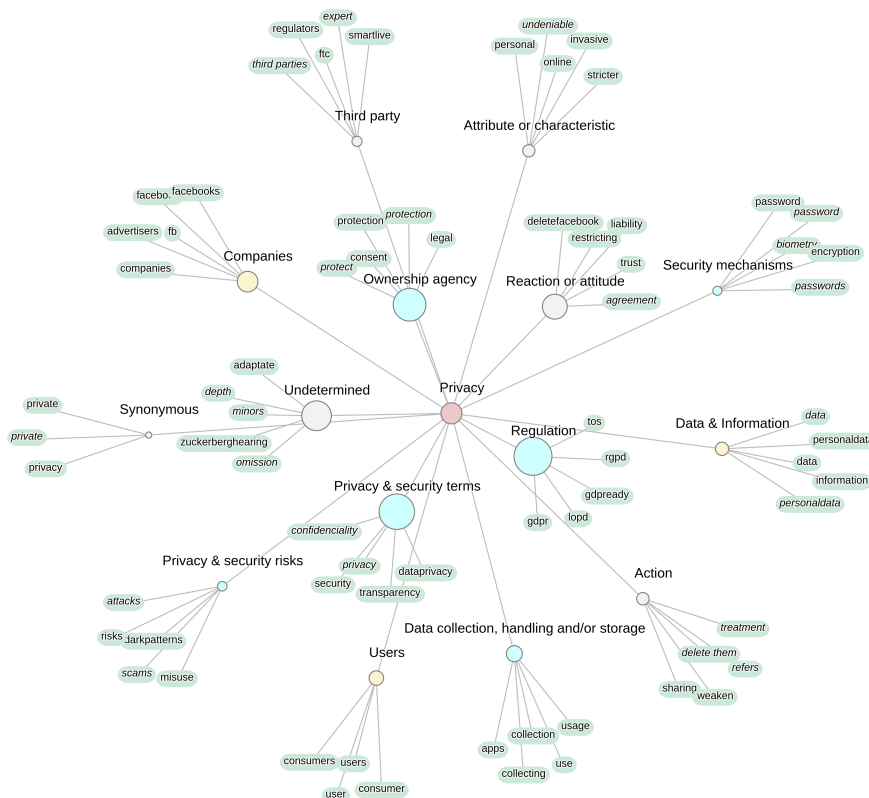 expert
regulators
smartlive
ftc
third parties
Third party
undeniable
personal
invasive
online
stricter
Attribute or characteristic
facebooks
advertisers
fb
companies
Companies
protection
protection
legal
consent
protect
Ownership agency
deletefacebook
liability
restricting
trust
agreement
Reaction or attitude
password
password
biometry
encryption
passwords
Security mechanisms
Privacy
adaptate
depth
minors
zuckerberghearing
omission
Undetermined
private
private
privacy
Synonymous
Regulation
tos
rgpd
gdpready
lopd
gdpr
Data & Information
data
personaldata
data
information
personaldata
Privacy & security terms
confidenciality
privacy
security
dataprivacy
transparency
Privacy & security risks
attacks
risks
darkpatterns
scams
misuse
Users
consumers
users
user
consumer
Data collection, handling and/or storage
usage
collection
apps
use
collecting
Action
treatment
delete them
refers
sharing
weaken